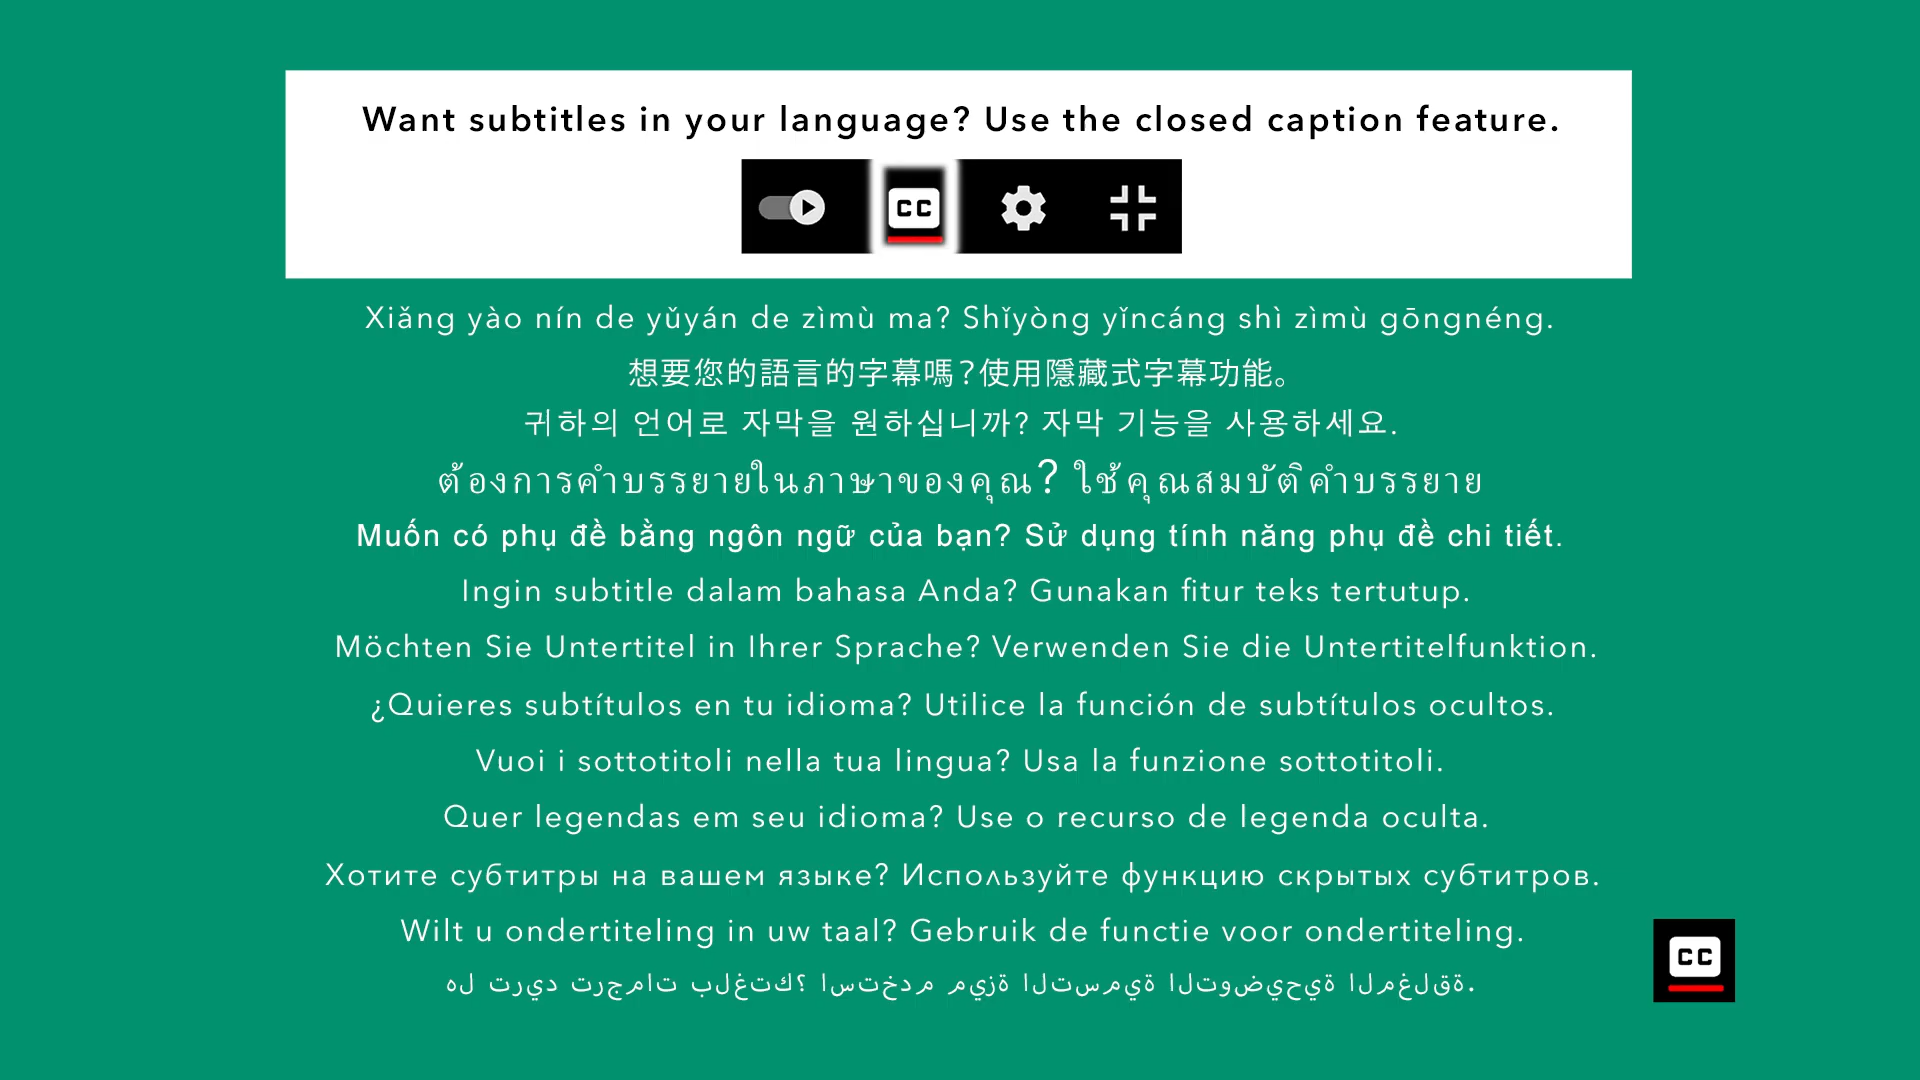 Want subtitles in your language? Use the closed caption feature.
CC
Xiǎng yào nín de yǔyán de zìmù ma? Shǐyòng yǐncáng shì zìmù gōngnéng.
想要您的語言的字幕嗎?使用隱藏式字幕功能。
귀하의 언어로 자막을 원하십니까? 자막 기능을 사용하세요.
ต้องการคำบรรยายในภาษาของคุณ? ใช้คุณสมบัติคำบรรยาย
Muốn có phụ đề bằng ngôn ngữ của bạn? Sử dụng tính năng phụ đề chi tiết.
Ingin subtitle dalam bahasa Anda? Gunakan fitur teks tertutup.
Möchten Sie Untertitel in Ihrer Sprache? Verwenden Sie die Untertitelfunktion.
¿Quieres subtítulos en tu idioma? Utilice la función de subtítulos ocultos.
Vuoi i sottotitoli nella tua lingua? Usa la funzione sottotitoli.
Quer legendas em seu idioma? Use o recurso de legenda oculta.
Хотите субтитры на вашем языке? Используйте функцию скрытых субтитров.
Wilt u ondertiteling in uw taal? Gebruik de functie voor ondertiteling.
هل تريد ترجمات بلغتك؟ استخدم ميزة التسمية التوضيحية المغلقة.
CC